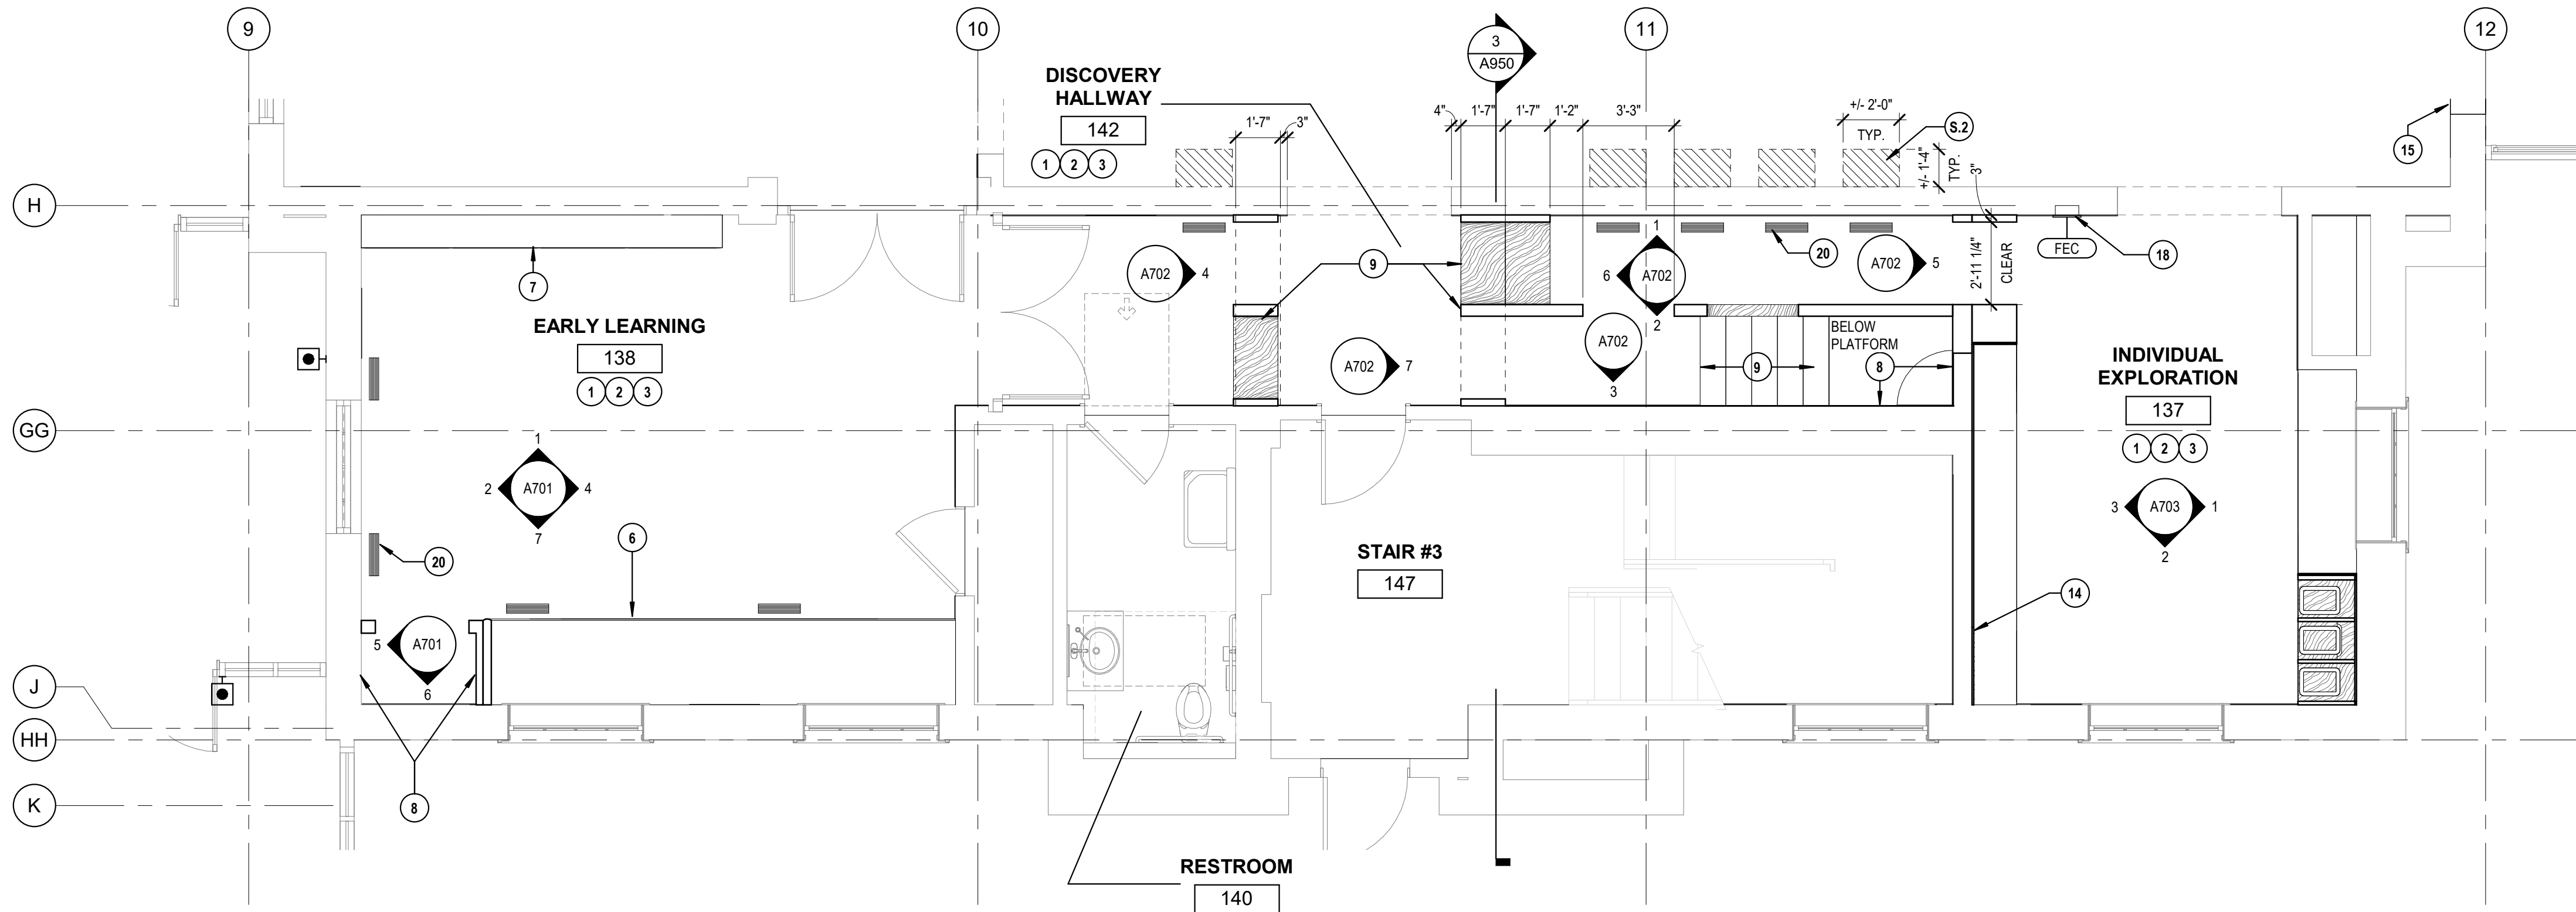 9
10
3
A950
11
12
DISCOVERY
HALLWAY
142
1 2 3
1'-7"
3"
4"
1'-7"
1'-7"
1'-2"
3'-3"
+/- 2'-0"
TYP.
S.2
+/- 1'-4"
TYP.
3"
15
H
7
A702
4
9
1
6
A702
2
20
A702
5
2'-11 1/4"
CLEAR
FEC
18
EARLY LEARNING
138
1 2 3
A702
7
A702
3
9
BELOW
PLATFORM
8
INDIVIDUAL
EXPLORATION
137
1 2 3
GG
1
2
A701
4
7
6
20
STAIR #3
147
3
A703
1
2
14
5
A701
6
J
HH
K
8
RESTROOM
140